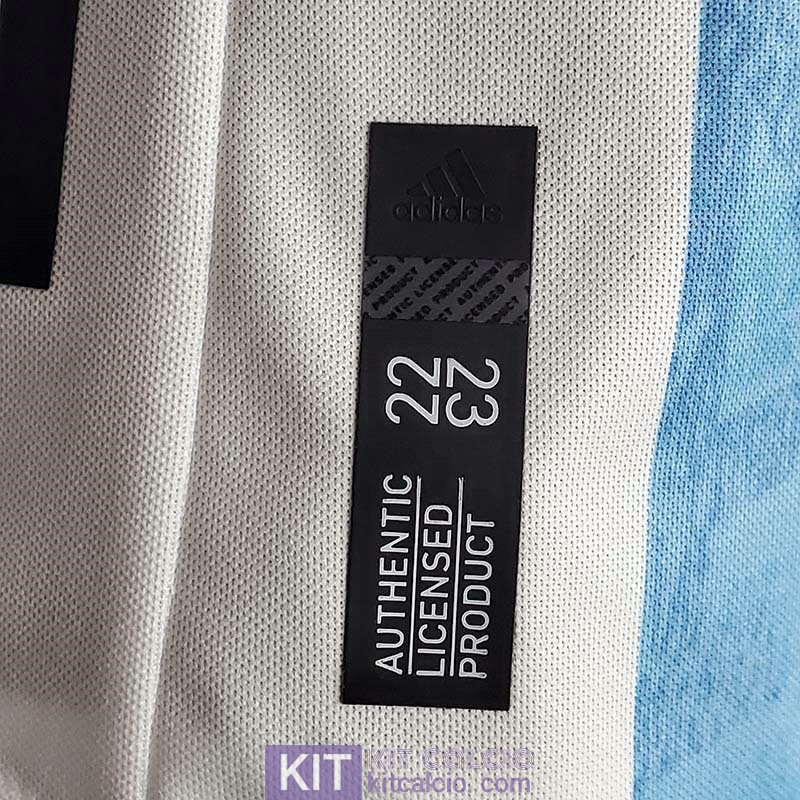 adidas
AUTHENTIC LICENSED PRODUCT
22
23
AUTHENTIC
LICENSED
PRODUCT
KIT
KIT CALCIO
kitcalcio.com